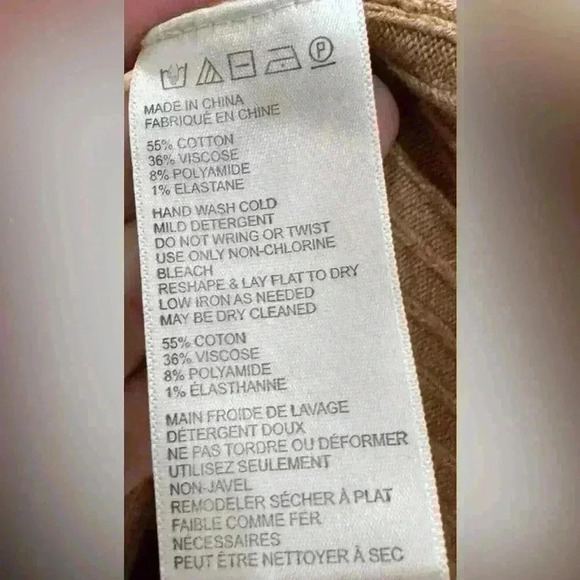 P
MADE IN CHINA
FABRIQUÉ EN CHINE
55% COTTON
36% VISCOSE
8% POLYAMIDE
1% ELASTANE
HAND WASH COLD
MILD DETERGENT
DO NOT WRING OR TWIST
USE ONLY NON-CHLORINE
BLEACH
RESHAPE & LAY FLAT TO DRY
LOW IRON AS NEEDED
MAY BE DRY CLEANED
55% COTON
36% VISCOSE
8% POLYAMIDE
1% ÉLASTHANNE
MAIN FROIDE DE LAVAGE
DÉTERGENT DOUX
NE PAS TORDRE OU DÉFORMER
UTILISEZ SEULEMENT
NON-JAVEL
REMODELER SÉCHER À PLAT
FAIBLE COMME FER
NÉCESSAIRES
PEUT ÊTRE NETTOYER À SEC